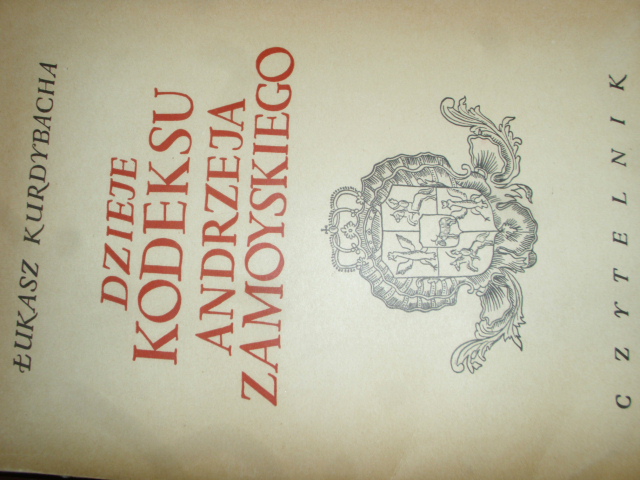 ŁUKASZ KURDYBACHA
DZIEJE
KODEKSU
ANDRZEJA
ZAMOYSKIEGO
CZYTELNIK